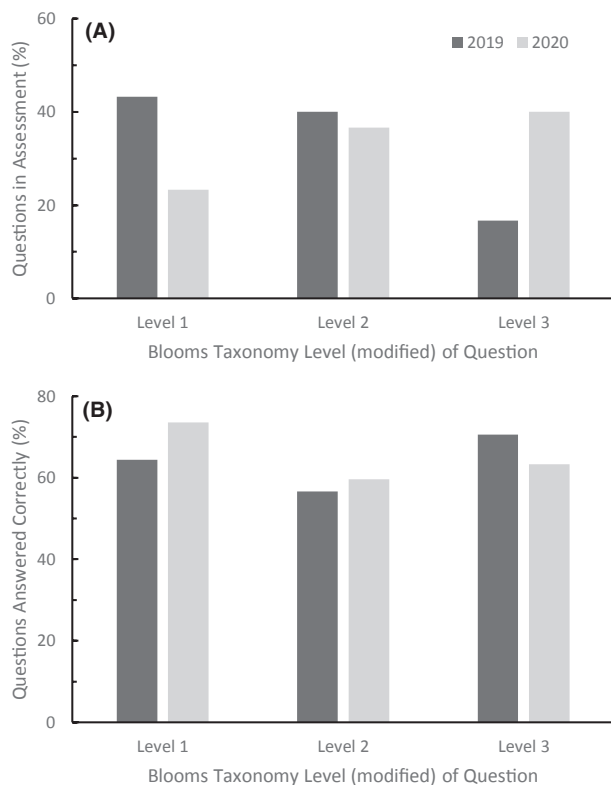 (A)
2019 2020
60
40
20
0
Questions in Assessment (%)
Level 1 Level 2 Level 3
Blooms Taxonomy Level (modified) of Question
(B)
80
60
40
20
0
Questions Answered Correctly (%)
Level 1 Level 2 Level 3
Blooms Taxonomy Level (modified) of Question